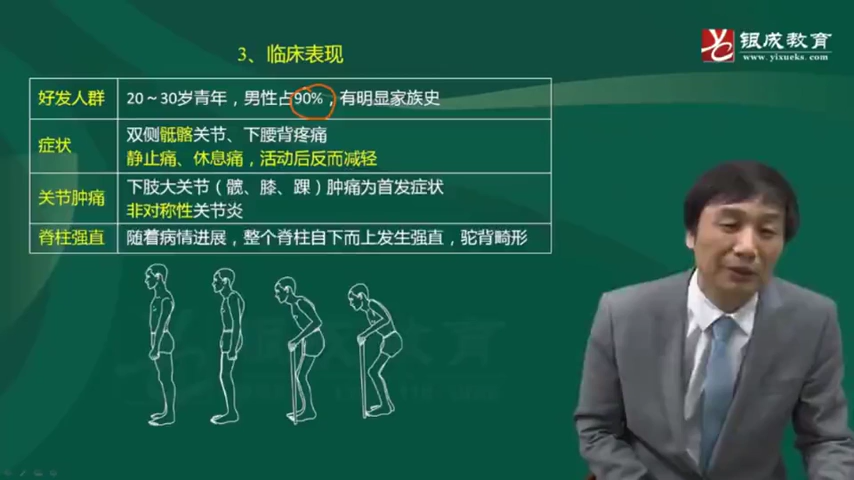 3、临床表现
银成教育
www.yixueks.com
好发人群
20～30岁青年，男性占90%，有明显家族史
症状
双侧骶髂关节、下腰背疼痛
静止痛、休息痛，活动后反而减轻
关节肿痛
下肢大关节（髋、膝、踝）肿痛为首发症状
非对称性关节炎
脊柱强直
随着病情进展，整个脊柱自下而上发生强直，驼背畸形
银成教育